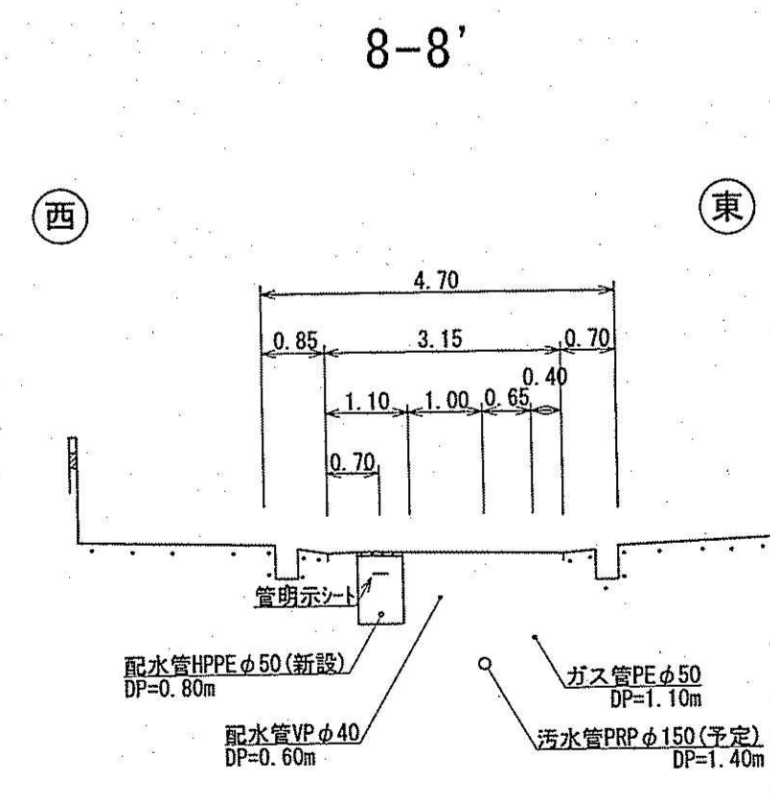 8-8'
西
東
4.70
0.85
3.15
0.70
0.40
1.10
1.00
0.65
0.70
管明示シート
配水管HPPEφ50(新設)
DP=0.80m
ガス管PEφ50
DP=1.10m
配水管VPφ40
DP=0.60m
汚水管PRPφ150(予定)
DP=1.40m